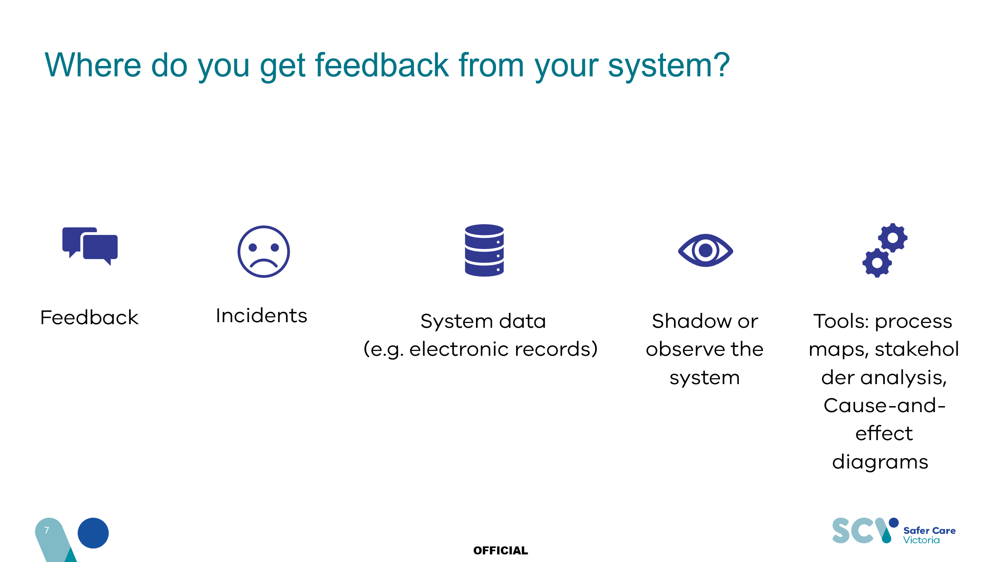 Where do you get feedback from your system?
Feedback
Incidents
System data
(e.g. electronic records)
Shadow or
observe the
system
Tools: process
maps, stakehol
der analysis,
Cause-and-
effect
diagrams
7
OFFICIAL
SCV
Safer Care
Victoria